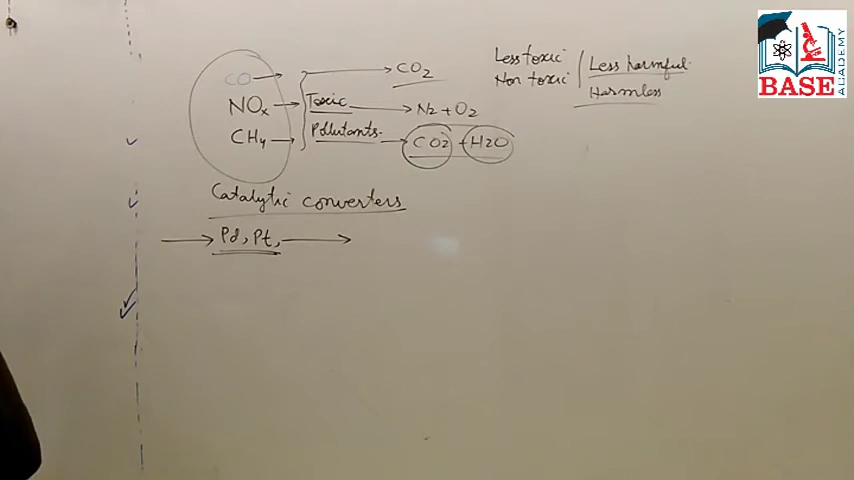 CO → → CO2
NOx → Toxic → N2 + O2
CH4 → Pollutants → CO2 + H2O
Less toxic
Non toxic
Less harmful
Harmless
Catalytic converters
→ Pd, Pt, →
BASE
ACADEMY